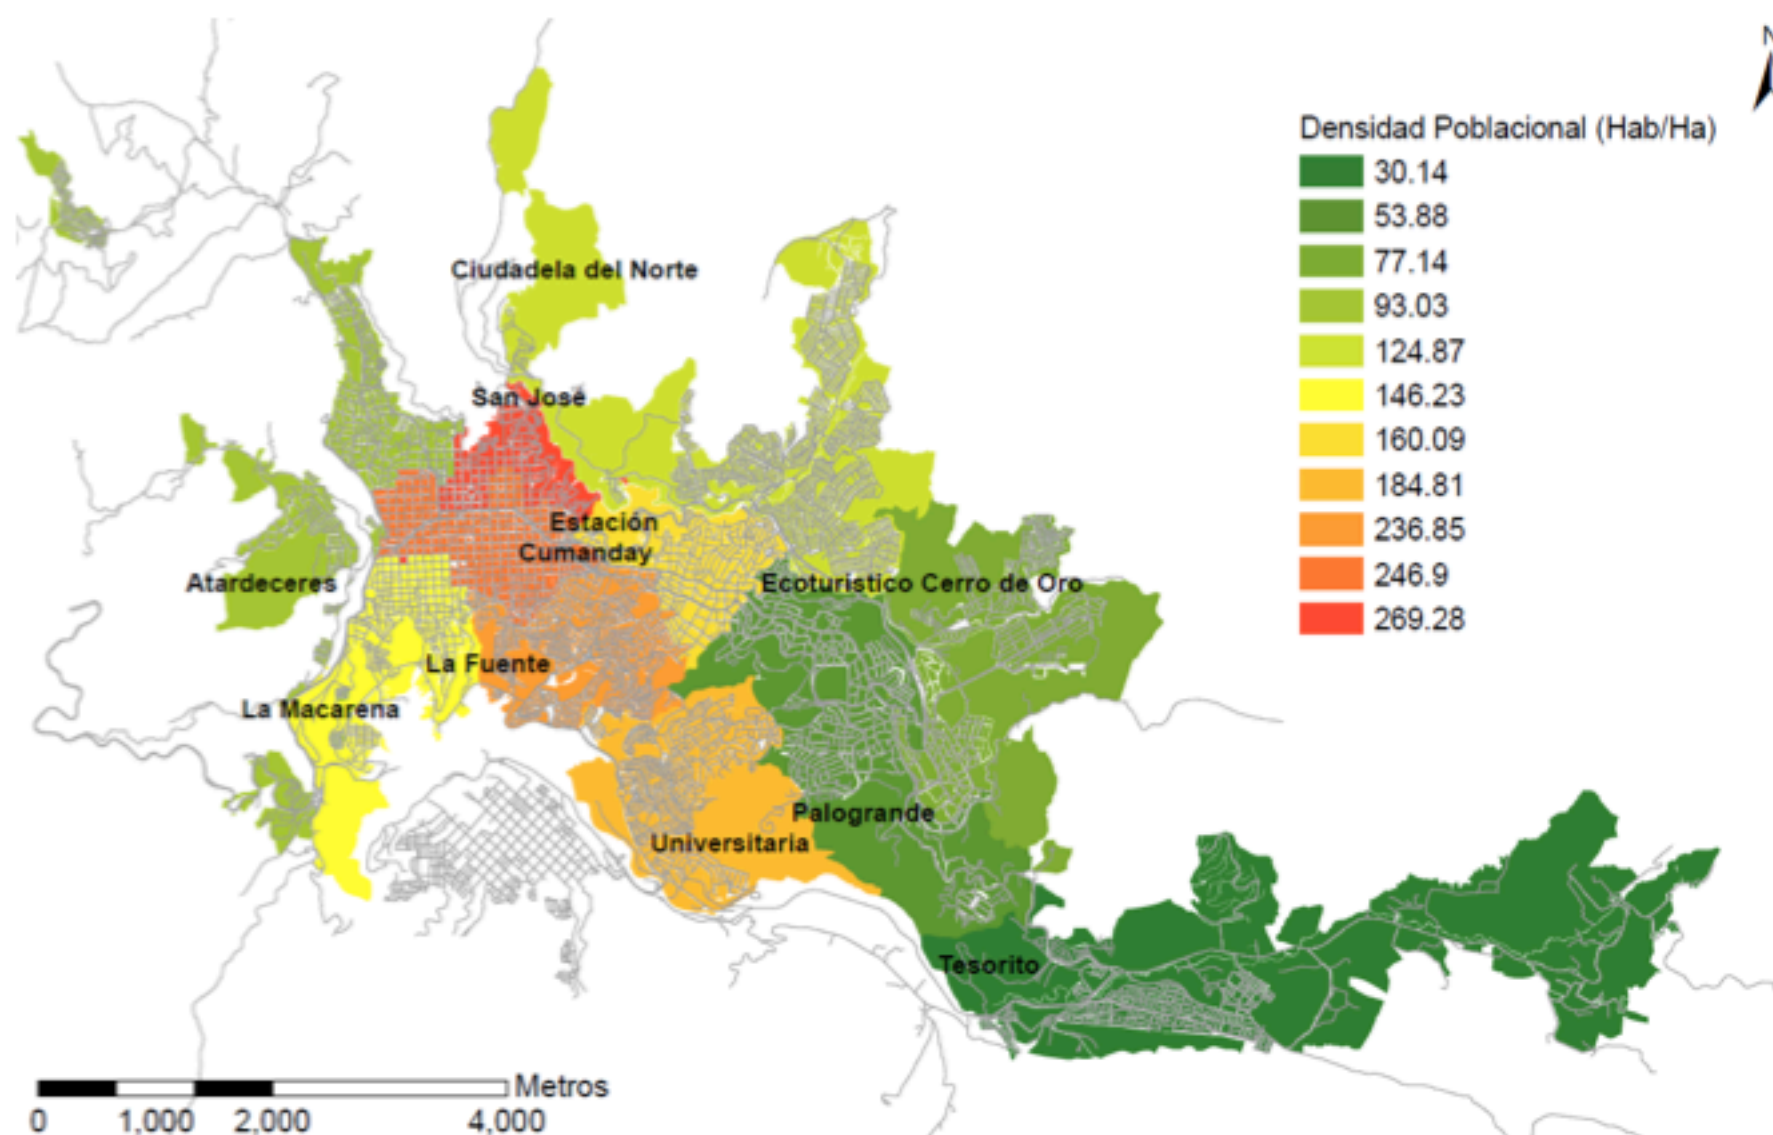 N
Densidad Poblacional (Hab/Ha)
30.14
53.88
77.14
93.03
124.87
146.23
160.09
184.81
236.85
246.9
269.28
Ciudadela del Norte
San José
Estación
Cumanday
Atardeceres
Ecoturístico Cerro de Oro
La Fuente
La Macarena
Palogrande
Universitaria
Tesorito
Metros
0 1,000 2,000 4,000